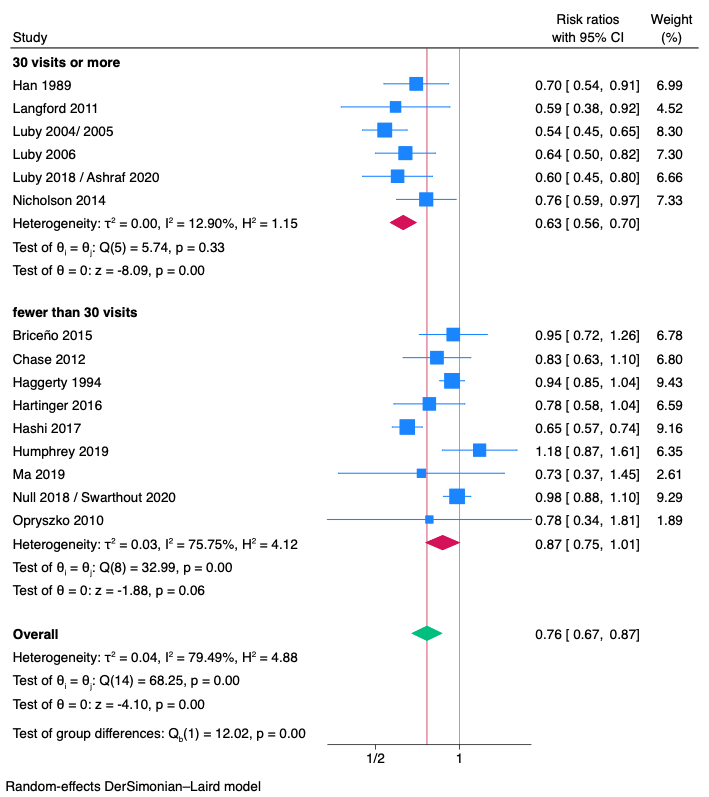 Risk ratios Weight
Study with 95% CI (%)
30 visits or more
Han 1989 0.70 [ 0.54, 0.91] 6.99
Langford 2011 0.59 [ 0.38, 0.92] 4.52
Luby 2004/ 2005 0.54 [ 0.45, 0.65] 8.30
Luby 2006 0.64 [ 0.50, 0.82] 7.30
Luby 2018 / Ashraf 2020 0.60 [ 0.45, 0.80] 6.66
Nicholson 2014 0.76 [ 0.59, 0.97] 7.33
Heterogeneity: τ² = 0.00, I² = 12.90%, H² = 1.15 0.63 [ 0.56, 0.70]
Test of θᵢ = θⱼ: Q(5) = 5.74, p = 0.33
Test of θ = 0: z = -8.09, p = 0.00
fewer than 30 visits
Briceño 2015 0.95 [ 0.72, 1.26] 6.78
Chase 2012 0.83 [ 0.63, 1.10] 6.80
Haggerty 1994 0.94 [ 0.85, 1.04] 9.43
Hartinger 2016 0.78 [ 0.58, 1.04] 6.59
Hashi 2017 0.65 [ 0.57, 0.74] 9.16
Humphrey 2019 1.18 [ 0.87, 1.61] 6.35
Ma 2019 0.73 [ 0.37, 1.45] 2.61
Null 2018 / Swarthout 2020 0.98 [ 0.88, 1.10] 9.29
Opryszko 2010 0.78 [ 0.34, 1.81] 1.89
Heterogeneity: τ² = 0.03, I² = 75.75%, H² = 4.12 0.87 [ 0.75, 1.01]
Test of θᵢ = θⱼ: Q(8) = 32.99, p = 0.00
Test of θ = 0: z = -1.88, p = 0.06
Overall 0.76 [ 0.67, 0.87]
Heterogeneity: τ² = 0.04, I² = 79.49%, H² = 4.88
Test of θᵢ = θⱼ: Q(14) = 68.25, p = 0.00
Test of θ = 0: z = -4.10, p = 0.00
Test of group differences: Q_b(1) = 12.02, p = 0.00
1/2 1
Random-effects DerSimonian–Laird model